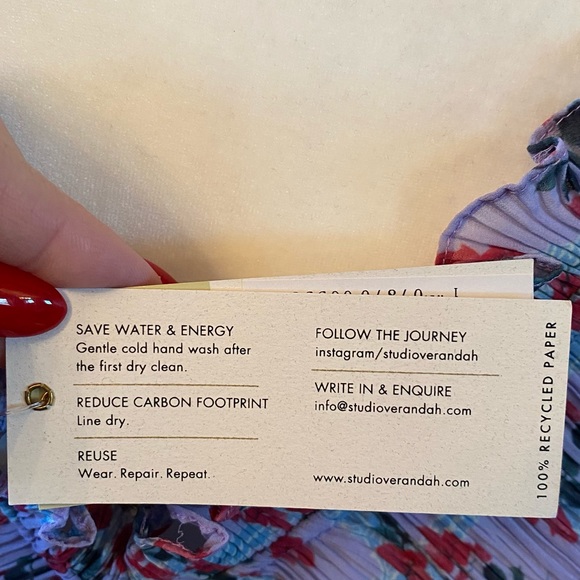 SAVE WATER & ENERGY
Gentle cold hand wash after
the first dry clean.
REDUCE CARBON FOOTPRINT
Line dry.
REUSE
Wear. Repair. Repeat.
FOLLOW THE JOURNEY
instagram/studioverandah
WRITE IN & ENQUIRE
info@studioverandah.com
www.studioverandah.com
100% RECYCLED PAPER